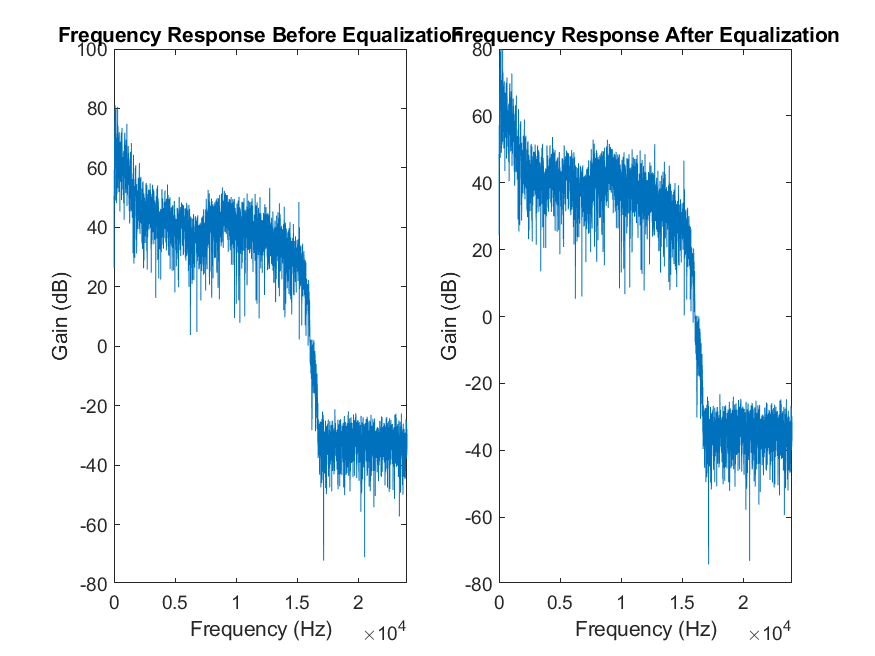 Frequency Response Before Equalization
100
80
60
40
20
0
-20
-40
-60
-80
Gain (dB)
0 0.5 1 1.5 2
Frequency (Hz) ×10⁴
Frequency Response After Equalization
80
60
40
20
0
-20
-40
-60
-80
Gain (dB)
0 0.5 1 1.5 2
Frequency (Hz) ×10⁴